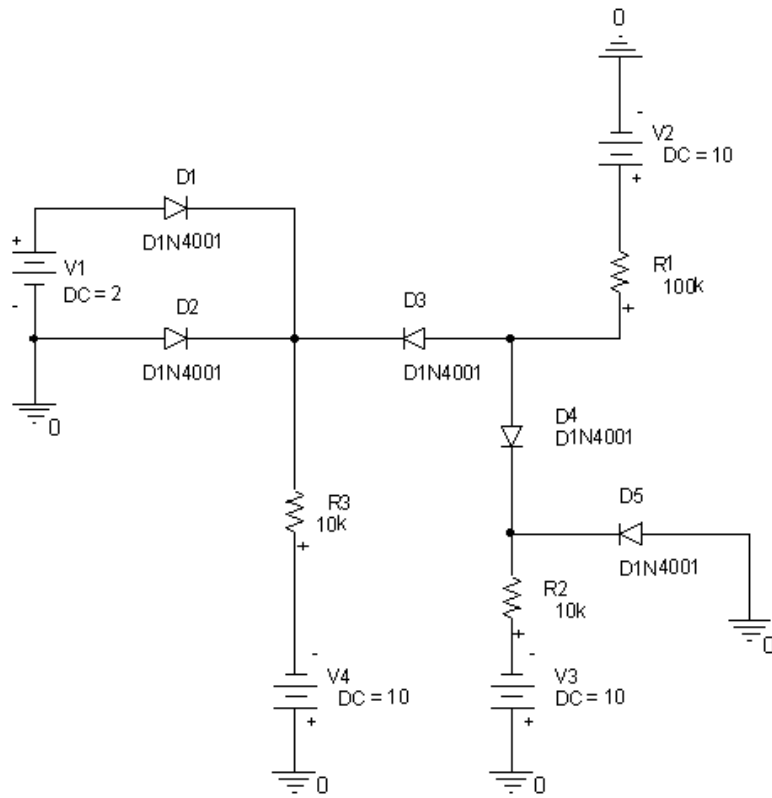 0
-
V2
DC = 10
+
D1
+
D1N4001
V1
R1
DC = 2
100k
D3
-
D2
+
D1N4001
D1N4001
0
D4
D1N4001
D5
R3
10k
+
D1N4001
R2
10k
0
+
-
-
V4
V3
DC = 10
DC = 10
+
+
0
0